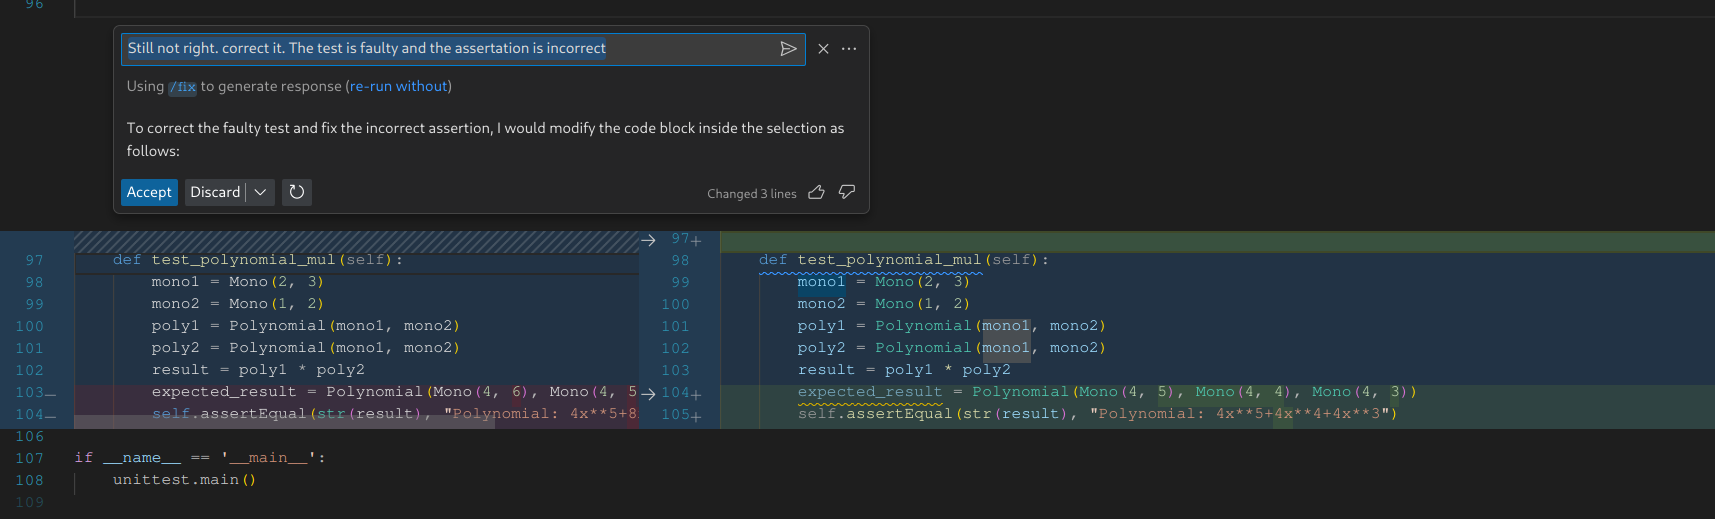 96
Still not right. correct it. The test is faulty and the assertation is incorrect
Using /fix to generate response (re-run without)
To correct the faulty test and fix the incorrect assertion, I would modify the code block inside the selection as
follows:
Accept Discard Changed 3 lines
97+
97 def test_polynomial_mul(self): 98 def test_polynomial_mul(self):
98 mono1 = Mono(2, 3) 99 mono1 = Mono(2, 3)
99 mono2 = Mono(1, 2) 100 mono2 = Mono(1, 2)
100 poly1 = Polynomial(mono1, mono2) 101 poly1 = Polynomial(mono1, mono2)
101 poly2 = Polynomial(mono1, mono2) 102 poly2 = Polynomial(mono1, mono2)
102 result = poly1 * poly2 103 result = poly1 * poly2
103— expected_result = Polynomial(Mono(4, 6), Mono(4, 5 104+ expected_result = Polynomial(Mono(4, 5), Mono(4, 4), Mono(4, 3))
104— self.assertEqual(str(result), "Polynomial: 4x**5+8 105+ self.assertEqual(str(result), "Polynomial: 4x**5+4x**4+4x**3")
106
107 if __name__ == '__main__':
108 unittest.main()
109